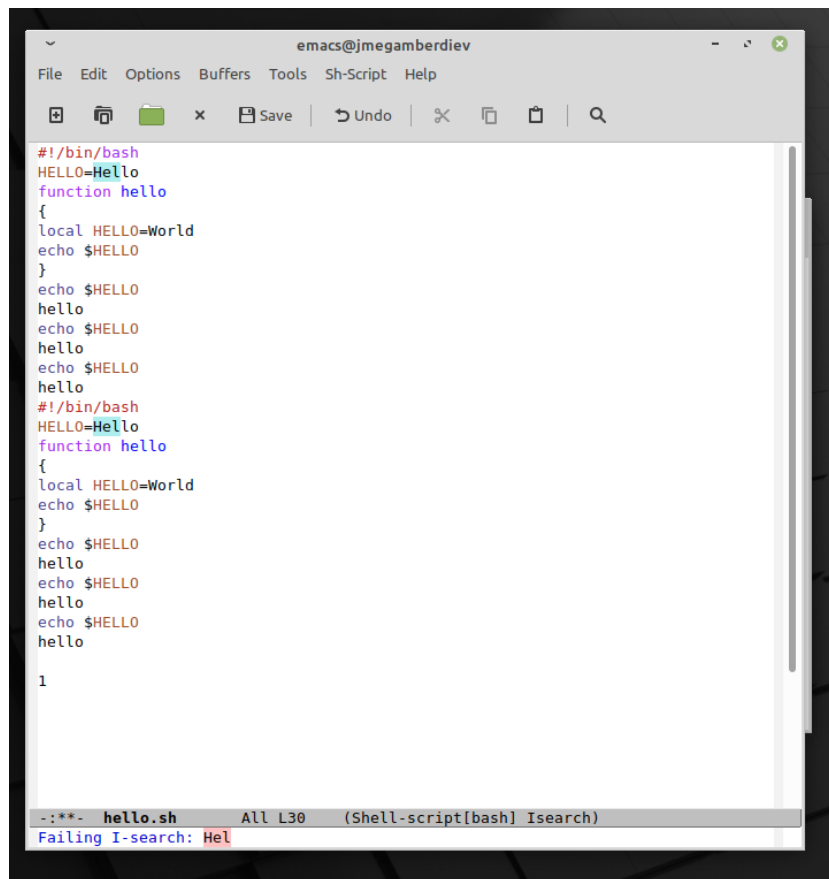 emacs@jmegamberdiev
File Edit Options Buffers Tools Sh-Script Help
Save Undo
#!/bin/bash
HELLO=Hello
function hello
{
local HELLO=World
echo $HELLO
}
echo $HELLO
hello
echo $HELLO
hello
echo $HELLO
hello
#!/bin/bash
HELLO=Hello
function hello
{
local HELLO=World
echo $HELLO
}
echo $HELLO
hello
echo $HELLO
hello
echo $HELLO
hello
1
-:**- hello.sh All L30 (Shell-script[bash] Isearch)
Failing I-search: Hel